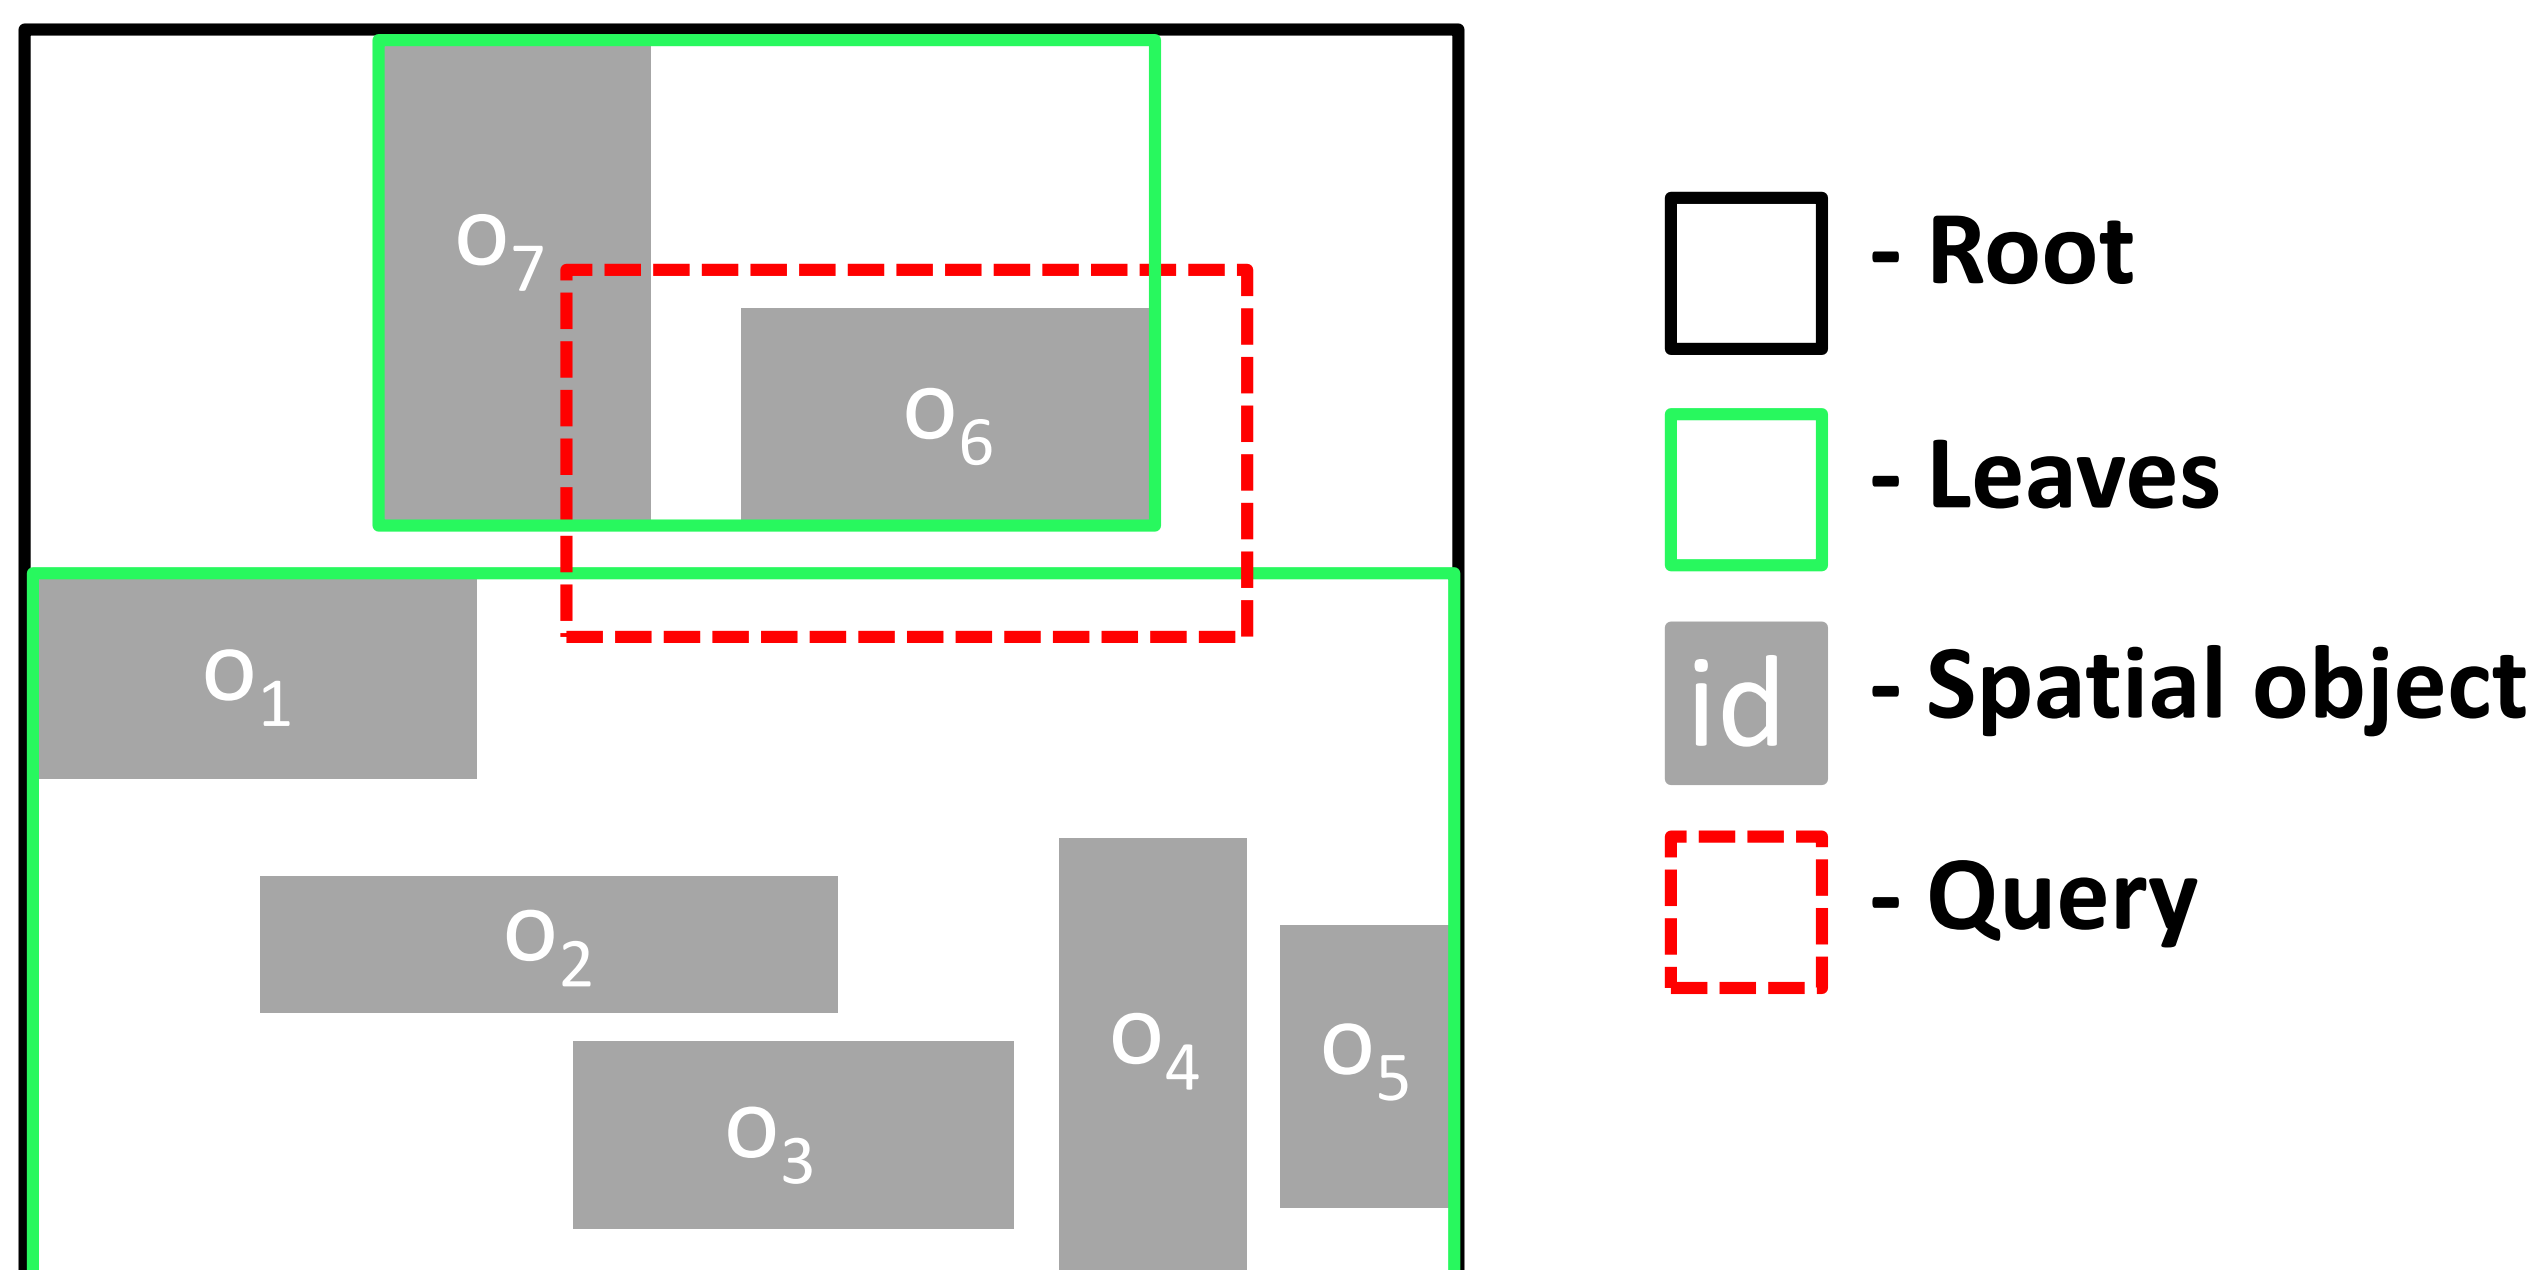 o₇
o₆
o₁
o₂
o₃
o₄
o₅
- Root
- Leaves
id - Spatial object
- Query